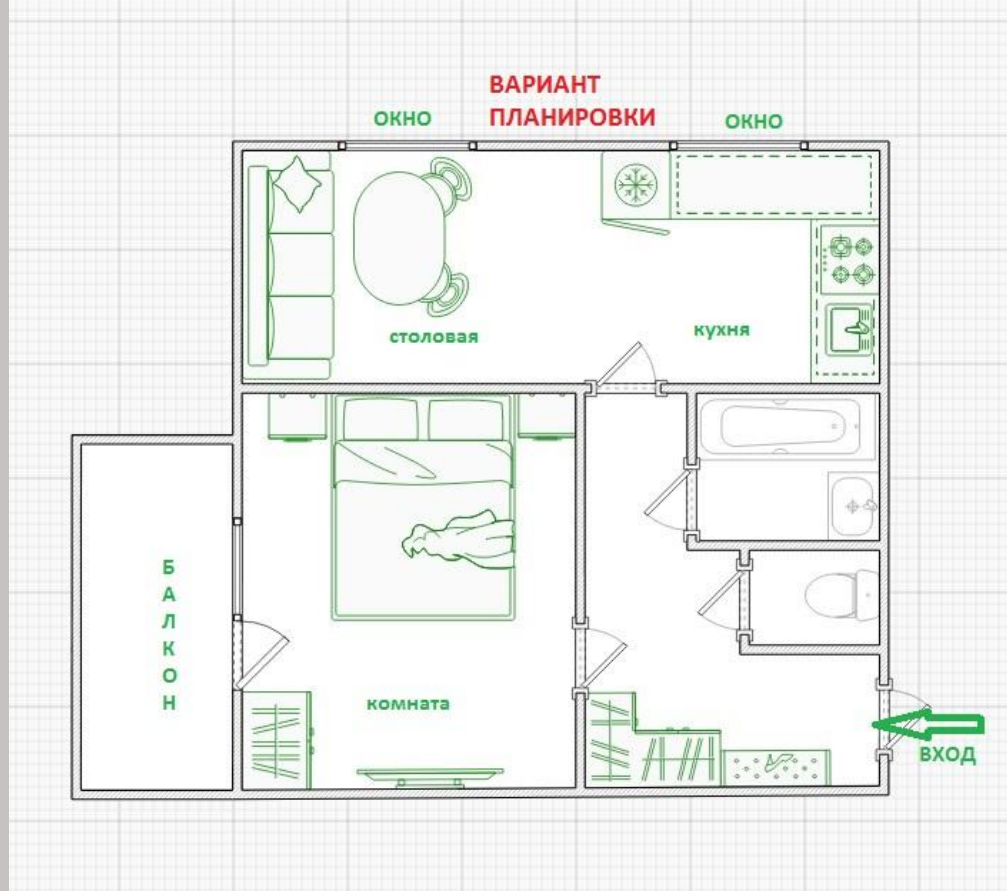 ВАРИАНТ
ПЛАНИРОВКИ
ОКНО
ОКНО
столовая
кухня
Б
А
Л
К
О
Н
комната
ВХОД